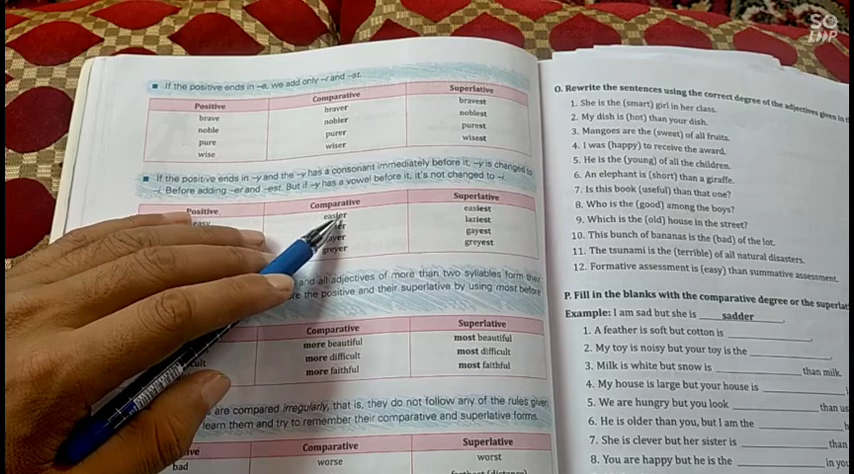 ■ If the positive ends in –e, we add only –r and –st.
Positive Comparative Superlative
brave braver bravest
noble nobler noblest
pure purer purest
wise wiser wisest
■ If the positive ends in –y and the –y has a consonant immediately before it, –y is changed to
–i. Before adding –er and –est. But if –y has a vowel before it, it's not changed to –i.
Positive Comparative Superlative
easy easier easiest
laziest
gayest
greyer greyest
and all adjectives of more than two syllables form their
the positive and their superlative by using most before
Comparative Superlative
more beautiful most beautiful
more difficult most difficult
more faithful most faithful
are compared irregularly, that is, they do not follow any of the rules given
learn them and try to remember their comparative and superlative forms.
Comparative Superlative
bad worse worst
O. Rewrite the sentences using the correct degree of the adjectives given in
1. She is the (smart) girl in her class.
2. My dish is (hot) than your dish.
3. Mangoes are the (sweet) of all fruits.
4. I was (happy) to receive the award.
5. He is the (young) of all the children.
6. An elephant is (short) than a giraffe.
7. Is this book (useful) than that one?
8. Who is the (good) among the boys?
9. Which is the (old) house in the street?
10. This bunch of bananas is the (bad) of the lot.
11. The tsunami is the (terrible) of all natural disasters.
12. Formative assessment is (easy) than summative assessment.
P. Fill in the blanks with the comparative degree or the
Example: I am sad but she is sadder.
1. A feather is soft but cotton is ____________.
2. My toy is noisy but your toy is the ____________.
3. Milk is white but snow is ____________ than milk.
4. My house is large but your house is ____________
5. We are hungry but you look ____________ than us
6. He is older than you, but I am the ____________
7. She is clever but her sister is ____________ than
8. You are happy but he is the ____________ in